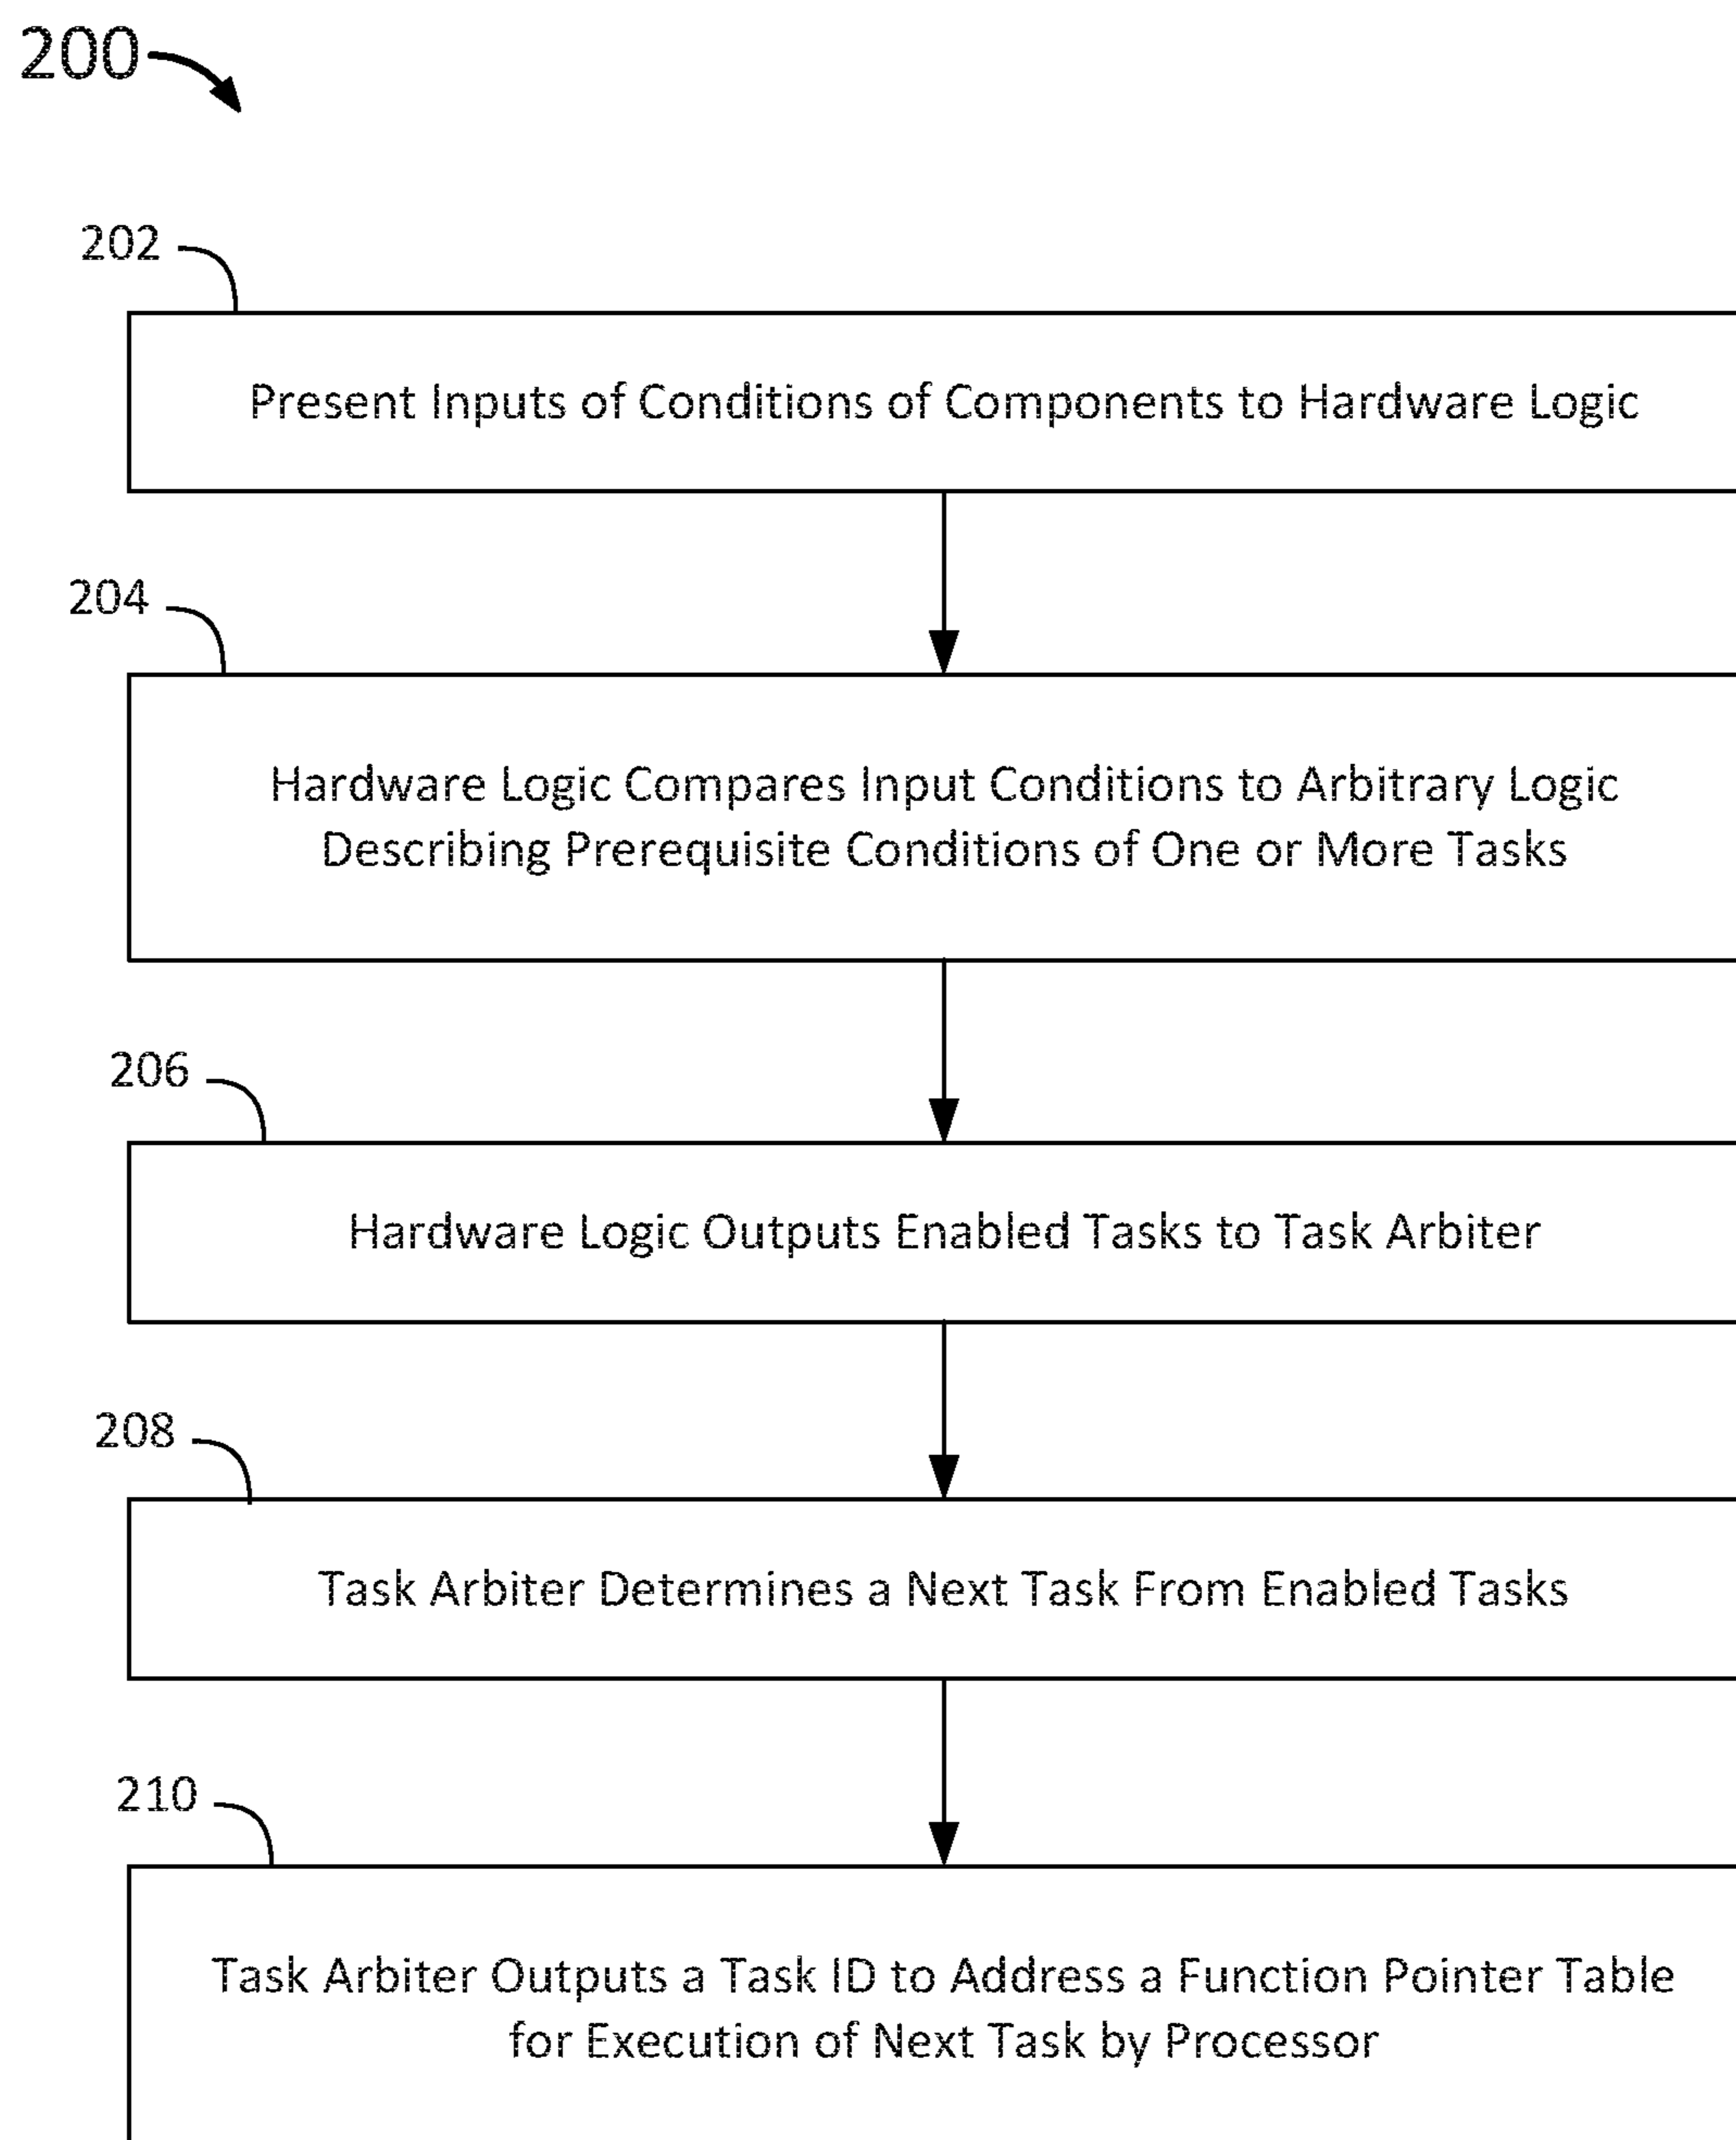 200
202
Present Inputs of Conditions of Components to Hardware Logic
204
Hardware Logic Compares Input Conditions to Arbitrary Logic
Describing Prerequisite Conditions of One or More Tasks
206
Hardware Logic Outputs Enabled Tasks to Task Arbiter
208
Task Arbiter Determines a Next Task From Enabled Tasks
210
Task Arbiter Outputs a Task ID to Address a Function Pointer Table
for Execution of Next Task by Processor